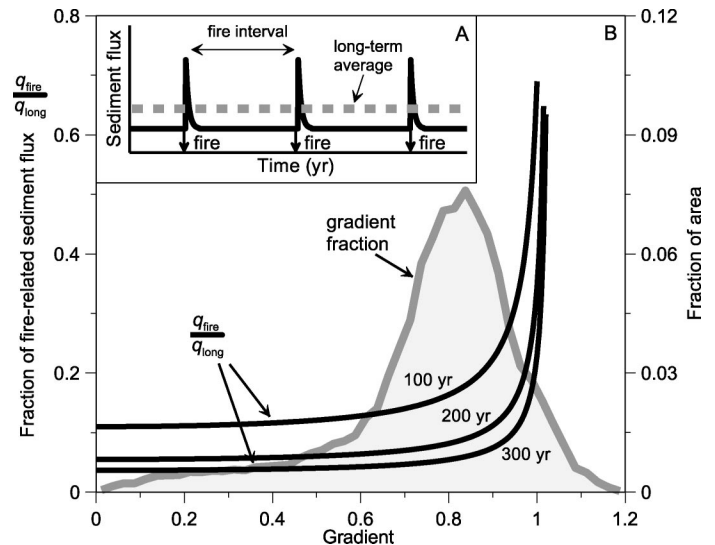 0.8
0.6
0.4
0.2
0
q_fire
q_long
Fraction of fire-related sediment flux
A
Sediment flux
fire interval
long-term
average
fire
fire
fire
Time (yr)
B
0.12
0.09
0.06
0.03
0.00
Fraction of area
gradient
fraction
q_fire
q_long
100 yr
200 yr
300 yr
0
0.2
0.4
0.6
0.8
1
1.2
Gradient